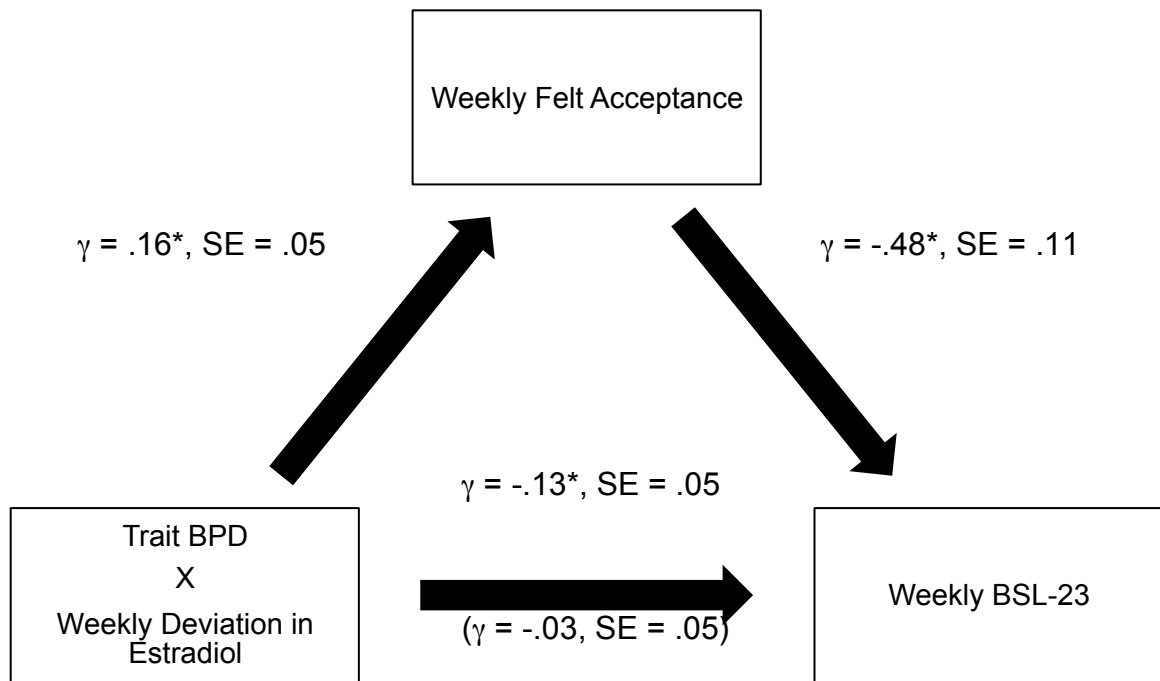 Weekly Felt Acceptance
γ = .16*, SE = .05
γ = -.48*, SE = .11
γ = -.13*, SE = .05
Trait BPD
X
Weekly Deviation in
Estradiol
(γ = -.03, SE = .05)
Weekly BSL-23